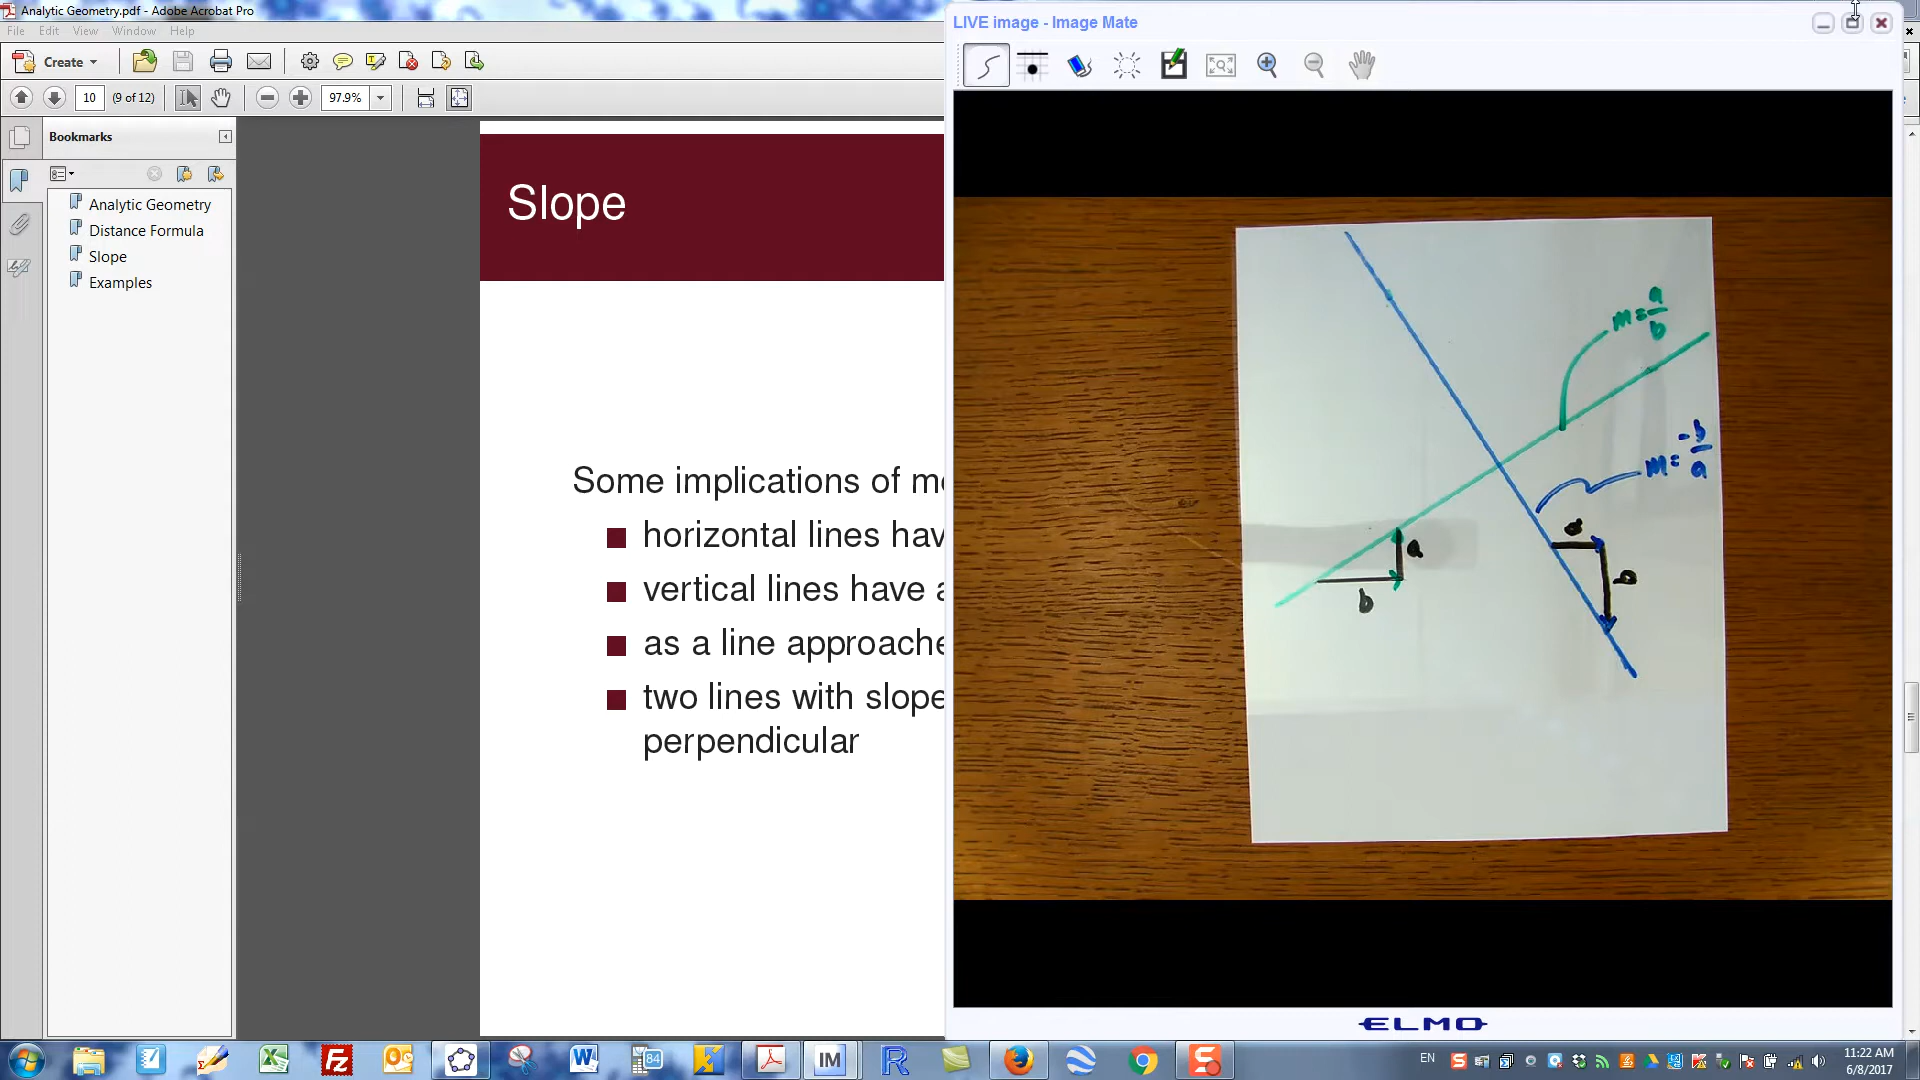 Analytic Geometry.pdf - Adobe Acrobat Pro
File Edit View Window Help
Create
10 (9 of 12) 97.9%
Bookmarks
Analytic Geometry
Distance Formula
Slope
Examples
Slope
Some implications of m
horizontal lines hav
vertical lines have a
as a line approache
two lines with slope
perpendicular
LIVE image - Image Mate
m = a/b
m = -b/a
a
b
a
b
ELMO
W
84
IM
R
EN
11:22 AM
6/8/2017